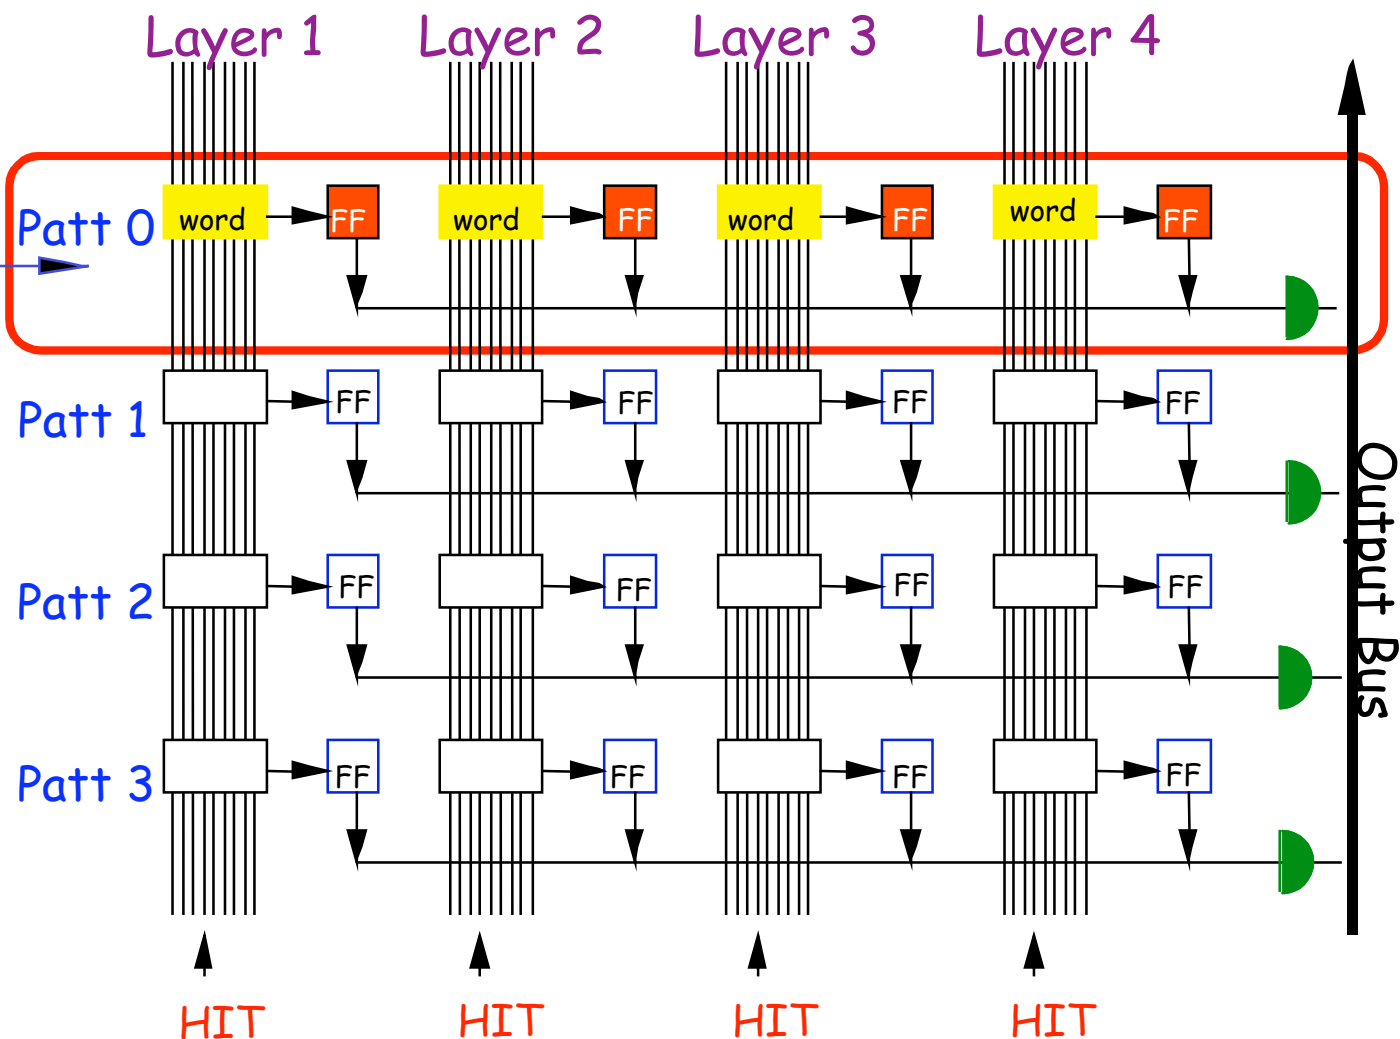 Layer 1 Layer 2 Layer 3 Layer 4
Patt 0 word FF word FF word FF word FF
Patt 1 FF FF FF FF
Patt 2 FF FF FF FF
Patt 3 FF FF FF FF
Output Bus
HIT HIT HIT HIT